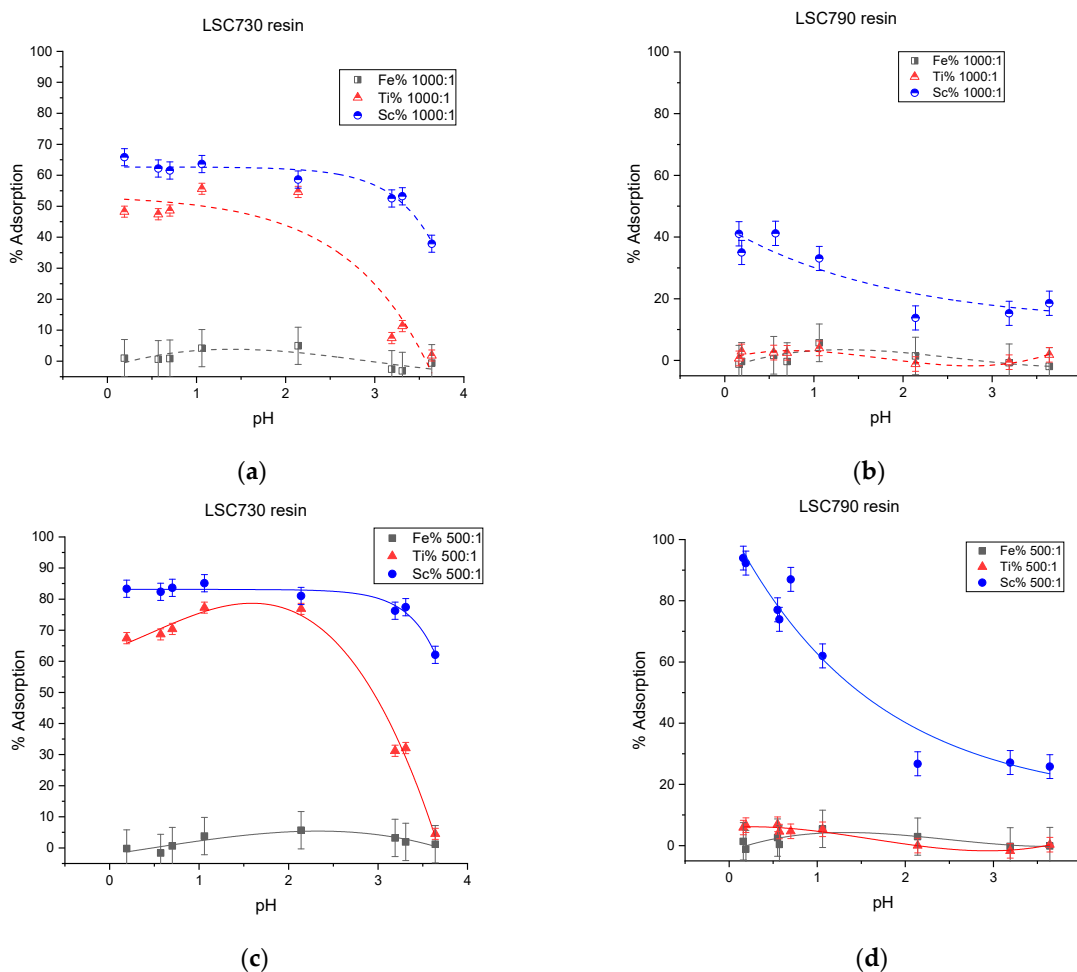 LSC730 resin
100
90
80
70
60
50
40
30
20
10
0
% Adsorption
0
1
2
3
4
pH
Fe% 1000:1
Ti% 1000:1
Sc% 1000:1
(a)
LSC790 resin
100
80
60
40
20
0
% Adsorption
0
1
2
3
pH
Fe% 1000:1
Ti% 1000:1
Sc% 1000:1
(b)
LSC730 resin
100
90
80
70
60
50
40
30
20
10
0
% Adsorption
0
1
2
3
4
pH
Fe% 500:1
Ti% 500:1
Sc% 500:1
(c)
LSC790 resin
100
80
60
40
20
0
% Adsorption
0
1
2
3
pH
Fe% 500:1
Ti% 500:1
Sc% 500:1
(d)